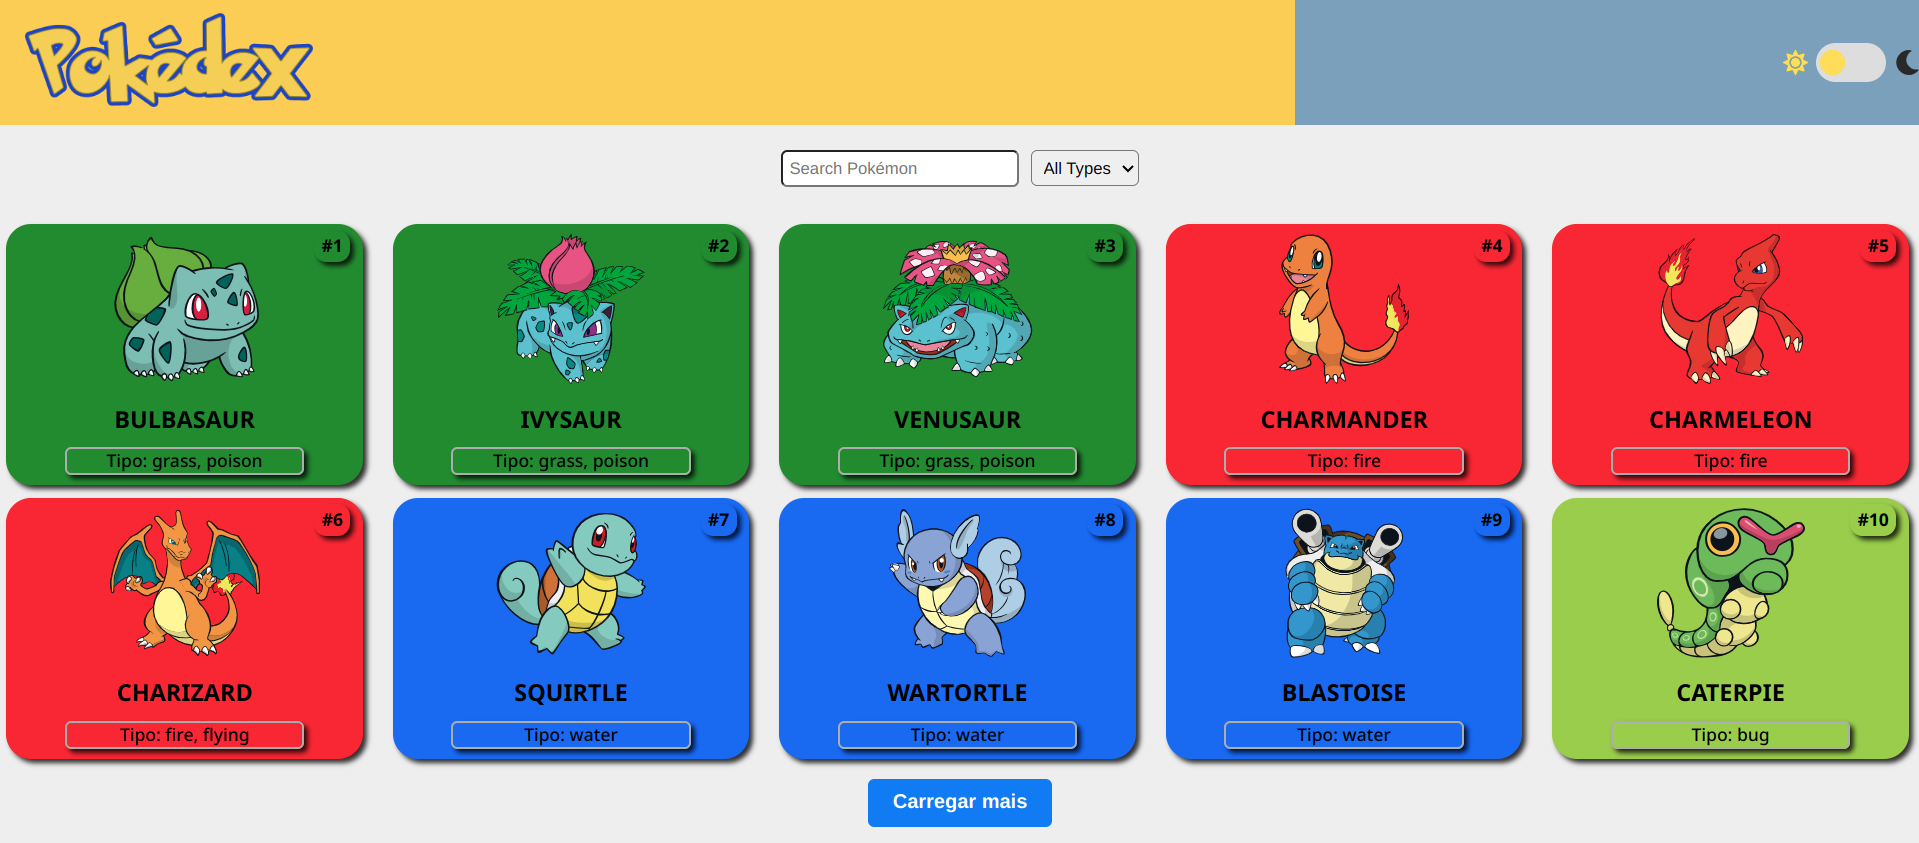 Pokédex
Search Pokémon
All Types
#1
#2
#3
#4
#5
BULBASAUR
IVYSAUR
VENUSAUR
CHARMANDER
CHARMELEON
Tipo: grass, poison
Tipo: grass, poison
Tipo: grass, poison
Tipo: fire
Tipo: fire
#6
#7
#8
#9
#10
CHARIZARD
SQUIRTLE
WARTORTLE
BLASTOISE
CATERPIE
Tipo: fire, flying
Tipo: water
Tipo: water
Tipo: water
Tipo: bug
Carregar mais